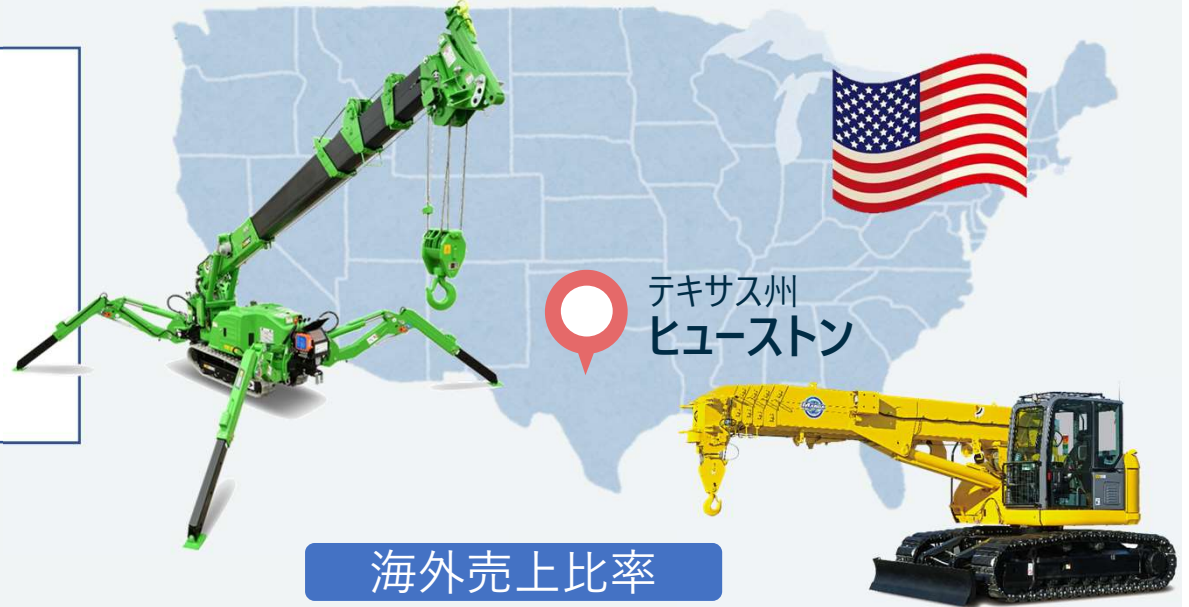 テキサス州
ヒューストン
海外売上比率